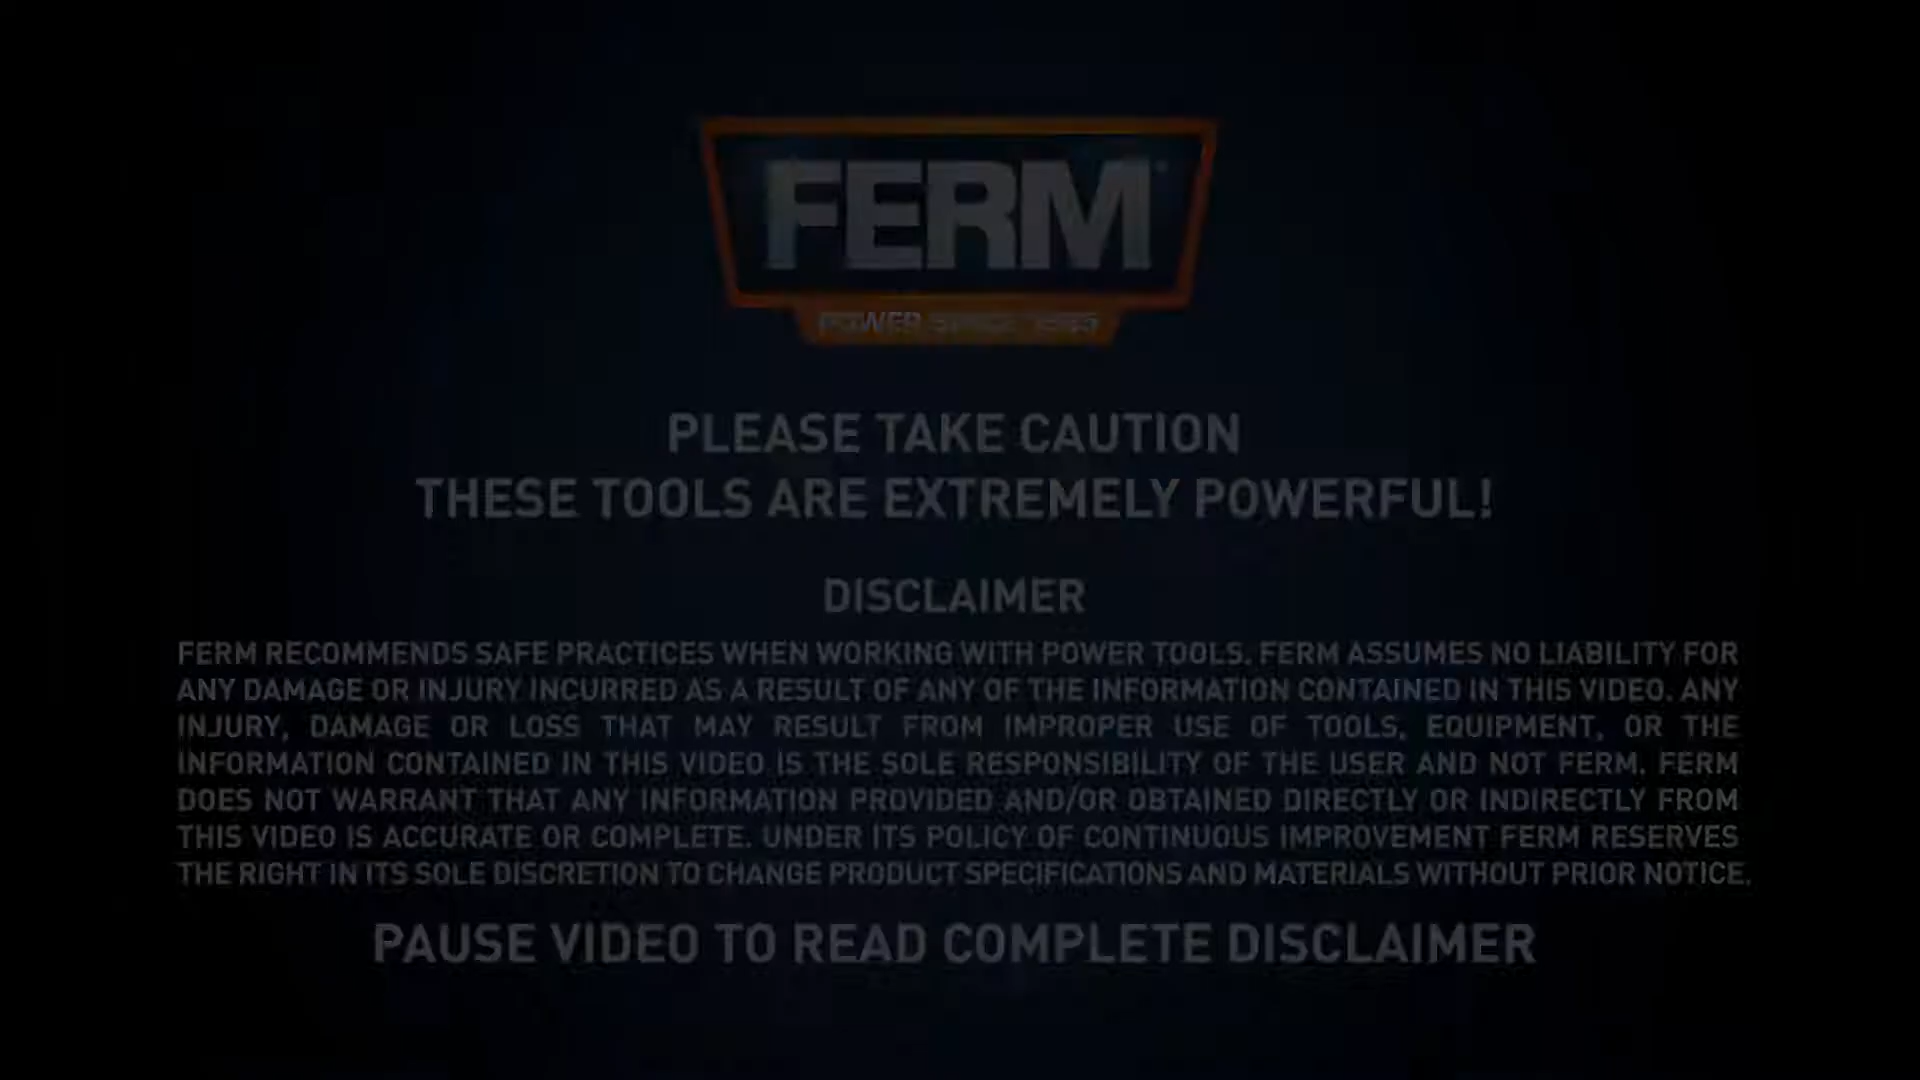 FERM
POWER SINCE 1965
PLEASE TAKE CAUTION
THESE TOOLS ARE EXTREMELY POWERFUL!
DISCLAIMER
FERM RECOMMENDS SAFE PRACTICES WHEN WORKING WITH POWER TOOLS. FERM ASSUMES NO LIABILITY FOR
ANY DAMAGE OR INJURY INCURRED AS A RESULT OF ANY OF THE INFORMATION CONTAINED IN THIS VIDEO. ANY
INJURY, DAMAGE OR LOSS THAT MAY RESULT FROM IMPROPER USE OF TOOLS, EQUIPMENT, OR THE
INFORMATION CONTAINED IN THIS VIDEO IS THE SOLE RESPONSIBILITY OF THE USER AND NOT FERM. FERM
DOES NOT WARRANT THAT ANY INFORMATION PROVIDED AND/OR OBTAINED DIRECTLY OR INDIRECTLY FROM
THIS VIDEO IS ACCURATE OR COMPLETE. UNDER ITS POLICY OF CONTINUOUS IMPROVEMENT FERM RESERVES
THE RIGHT IN ITS SOLE DISCRETION TO CHANGE PRODUCT SPECIFICATIONS AND MATERIALS WITHOUT PRIOR NOTICE.
PAUSE VIDEO TO READ COMPLETE DISCLAIMER